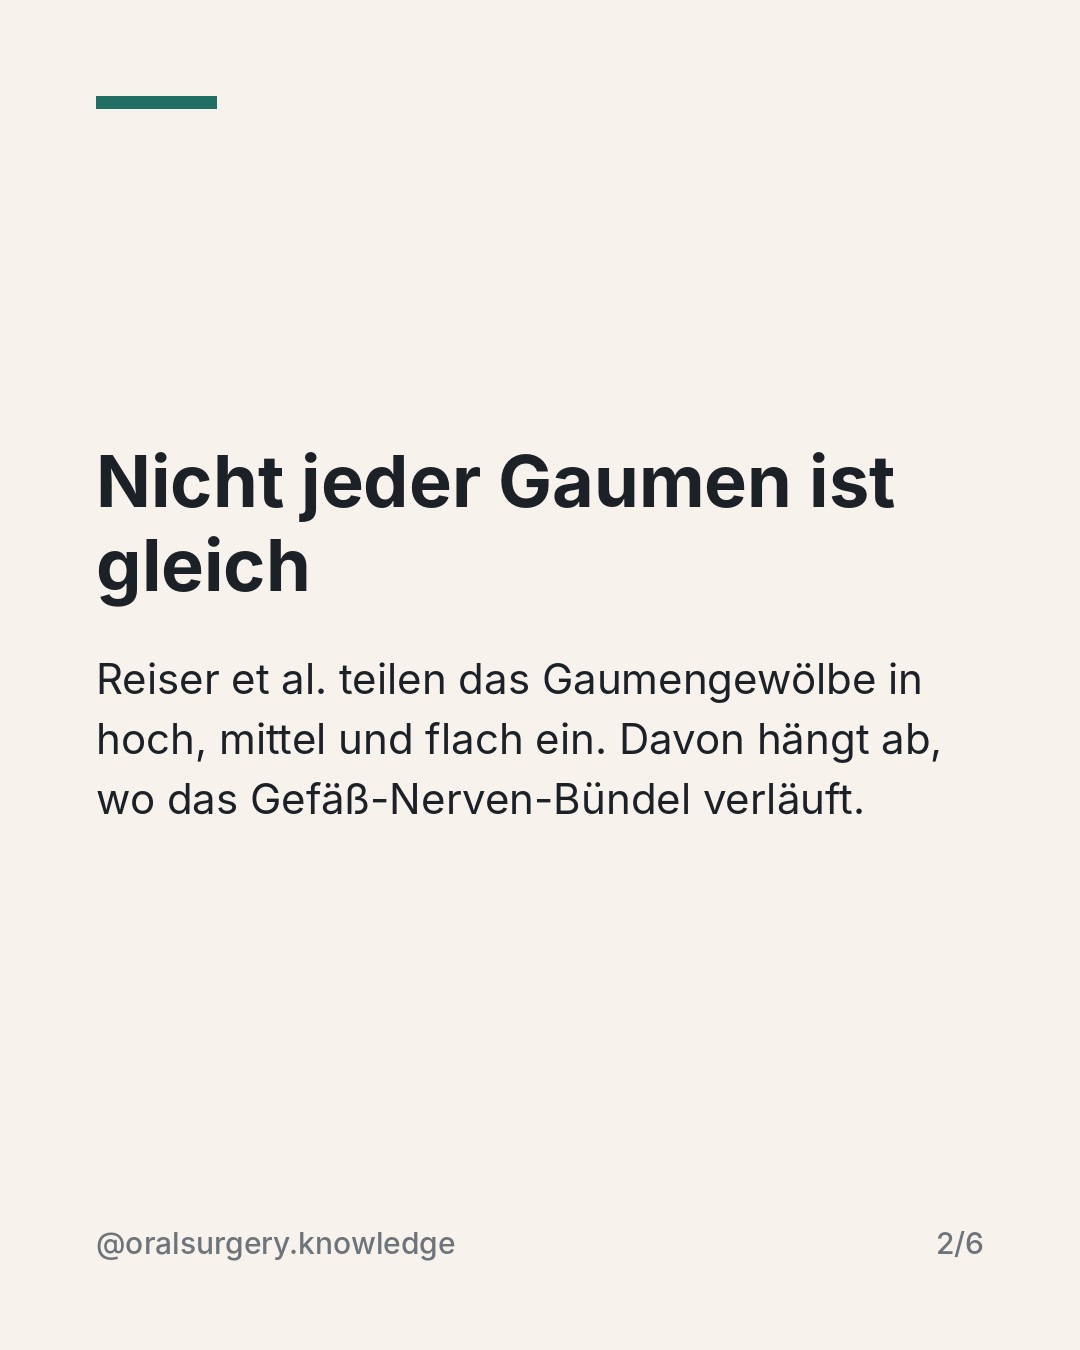 Nicht jeder Gaumen ist
gleich
Reiser et al. teilen das Gaumengewölbe in
hoch, mittel und flach ein. Davon hängt ab,
wo das Gefäß-Nerven-Bündel verläuft.
@oralsurgery.knowledge
2/6